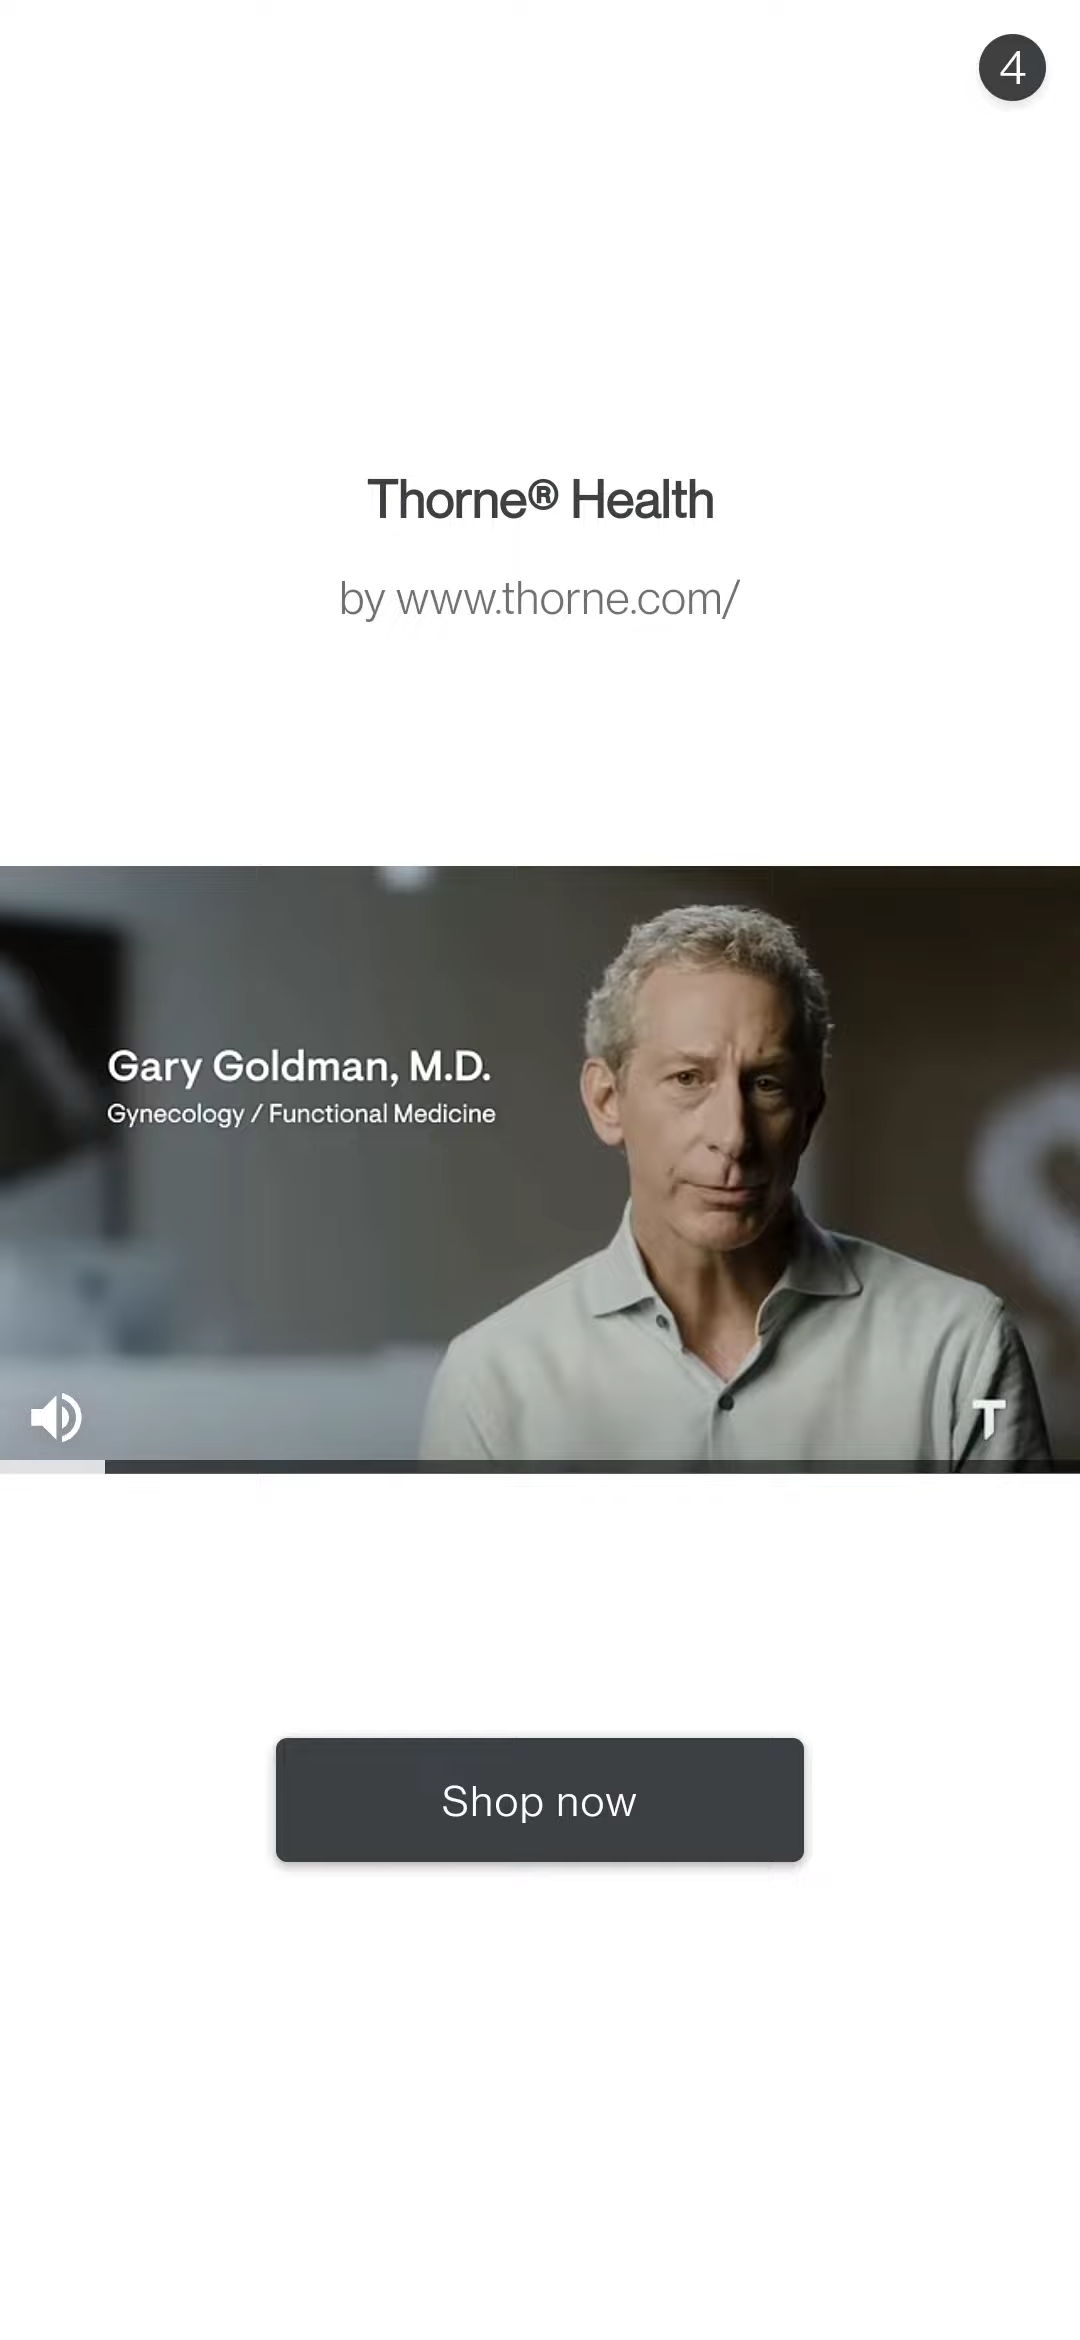 4
Thorne® Health
by www.thorne.com/
Gary Goldman, M.D.
Gynecology / Functional Medicine
T
Shop now